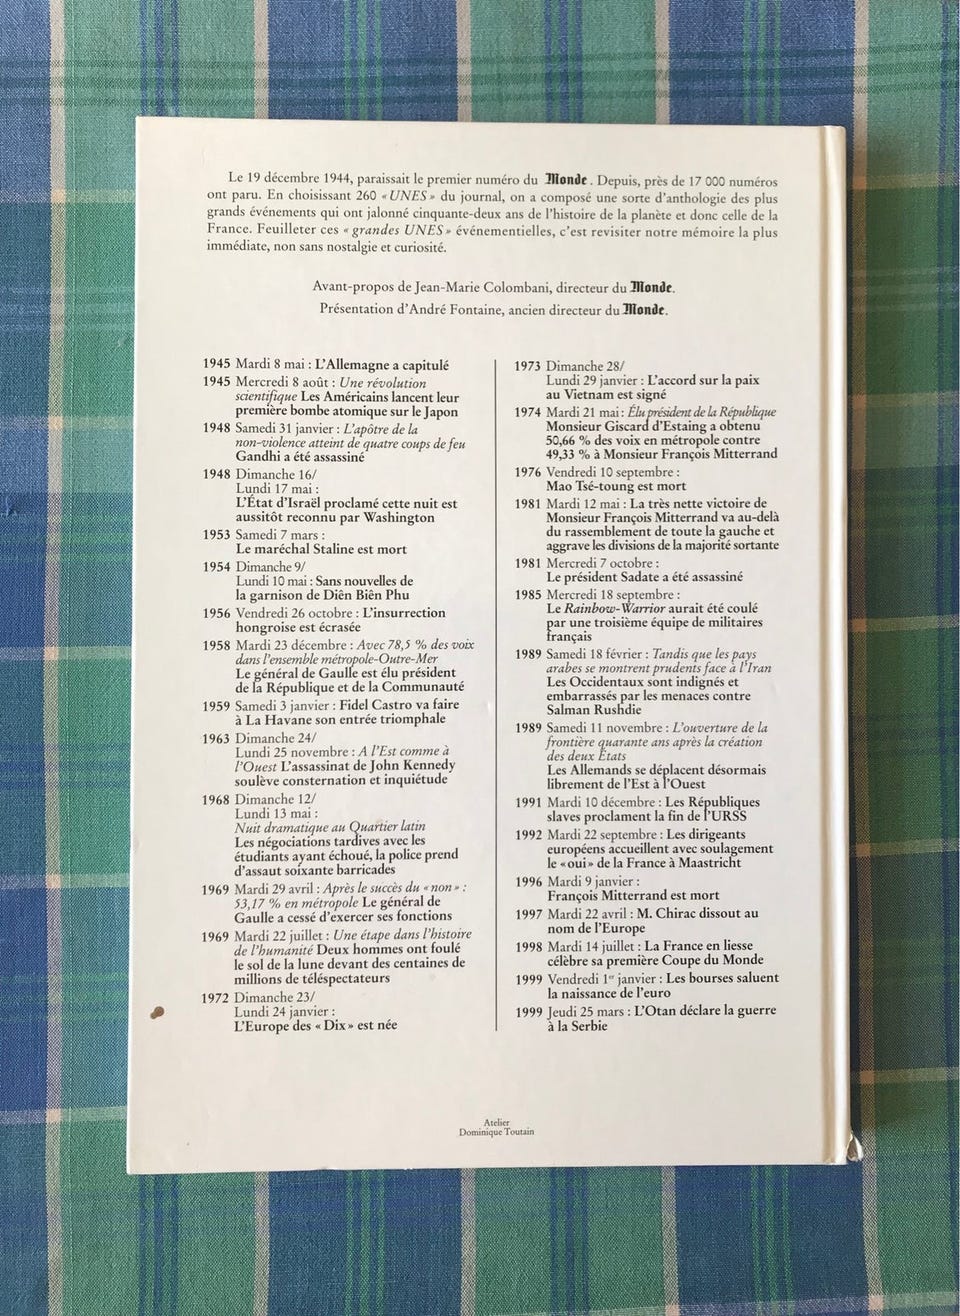 Le 19 décembre 1944, paraissait le premier numéro du Monde. Depuis, près de 17 000 numéros
ont paru. En choisissant 260 « UNES » du journal, on a composé une sorte d'anthologie des plus
grands événements qui ont jalonné cinquante-deux ans de l'histoire de la planète et donc celle de la
France. Feuilleter ces « grandes UNES » événementielles, c'est revisiter notre mémoire la plus
immédiate, non sans nostalgie et curiosité.
Avant-propos de Jean-Marie Colombani, directeur du Monde.
Présentation d'André Fontaine, ancien directeur du Monde.
1945 Mardi 8 mai : L'Allemagne a capitulé
1945 Mercredi 8 août : Une révolution
scientifique Les Américains lancent leur
première bombe atomique sur le Japon
1948 Samedi 31 janvier : L'apôtre de la
non-violence atteint de quatre coups de feu
Gandhi a été assassiné
1948 Dimanche 16/
Lundi 17 mai :
L'État d'Israël proclamé cette nuit est
aussitôt reconnu par Washington
1953 Samedi 7 mars :
Le maréchal Staline est mort
1954 Dimanche 9/
Lundi 10 mai : Sans nouvelles de
la garnison de Diên Biên Phu
1956 Vendredi 26 octobre : L'insurrection
hongroise est écrasée
1958 Mardi 23 décembre : Avec 78,5 % des voix
dans l'ensemble métropole-Outre-Mer
Le général de Gaulle est élu président
de la République et de la Communauté
1959 Samedi 3 janvier : Fidel Castro va faire
à La Havane son entrée triomphale
1963 Dimanche 24/
Lundi 25 novembre : A l'Est comme à
l'Ouest L'assassinat de John Kennedy
soulève consternation et inquiétude
1968 Dimanche 12/
Lundi 13 mai :
Nuit dramatique au Quartier latin
Les négociations tardives avec les
étudiants ayant échoué, la police prend
d'assaut soixante barricades
1969 Mardi 29 avril : Après le succès du « non » :
53,17 % en métropole Le général de
Gaulle a cessé d'exercer ses fonctions
1969 Mardi 22 juillet : Une étape dans l'histoire
de l'humanité Deux hommes ont foulé
le sol de la lune devant des centaines de
millions de téléspectateurs
1972 Dimanche 23/
Lundi 24 janvier :
L'Europe des « Dix » est née
1973 Dimanche 28/
Lundi 29 janvier : L'accord sur la paix
au Vietnam est signé
1974 Mardi 21 mai : Élu président de la République
Monsieur Giscard d'Estaing a obtenu
50,66 % des voix en métropole contre
49,33 % à Monsieur François Mitterrand
1976 Vendredi 10 septembre :
Mao Tsé-toung est mort
1981 Mardi 12 mai : La très nette victoire de
Monsieur François Mitterrand va au-delà
du rassemblement de toute la gauche et
aggrave les divisions de la majorité sortante
1981 Mercredi 7 octobre :
Le président Sadate a été assassiné
1985 Mercredi 18 septembre :
Le Rainbow-Warrior aurait été coulé
par une troisième équipe de militaires
français
1989 Samedi 18 février : Tandis que les pays
arabes se montrent prudents face à l'Iran
Les Occidentaux sont indignés et
embarrassés par les menaces contre
Salman Rushdie
1989 Samedi 11 novembre : L'ouverture de la
frontière quarante ans après la création
des deux États
Les Allemands se déplacent désormais
librement de l'Est à l'Ouest
1991 Mardi 10 décembre : Les Républiques
slaves proclament la fin de l'URSS
1992 Mardi 22 septembre : Les dirigeants
européens accueillent avec soulagement
le « oui » de la France à Maastricht
1996 Mardi 9 janvier :
François Mitterrand est mort
1997 Mardi 22 avril : M. Chirac dissout au
nom de l'Europe
1998 Mardi 14 juillet : La France en liesse
célèbre sa première Coupe du Monde
1999 Vendredi 1er janvier : Les bourses saluent
la naissance de l'euro
1999 Jeudi 25 mars : L'Otan déclare la guerre
à la Serbie
Atelier
Dominique Toutain